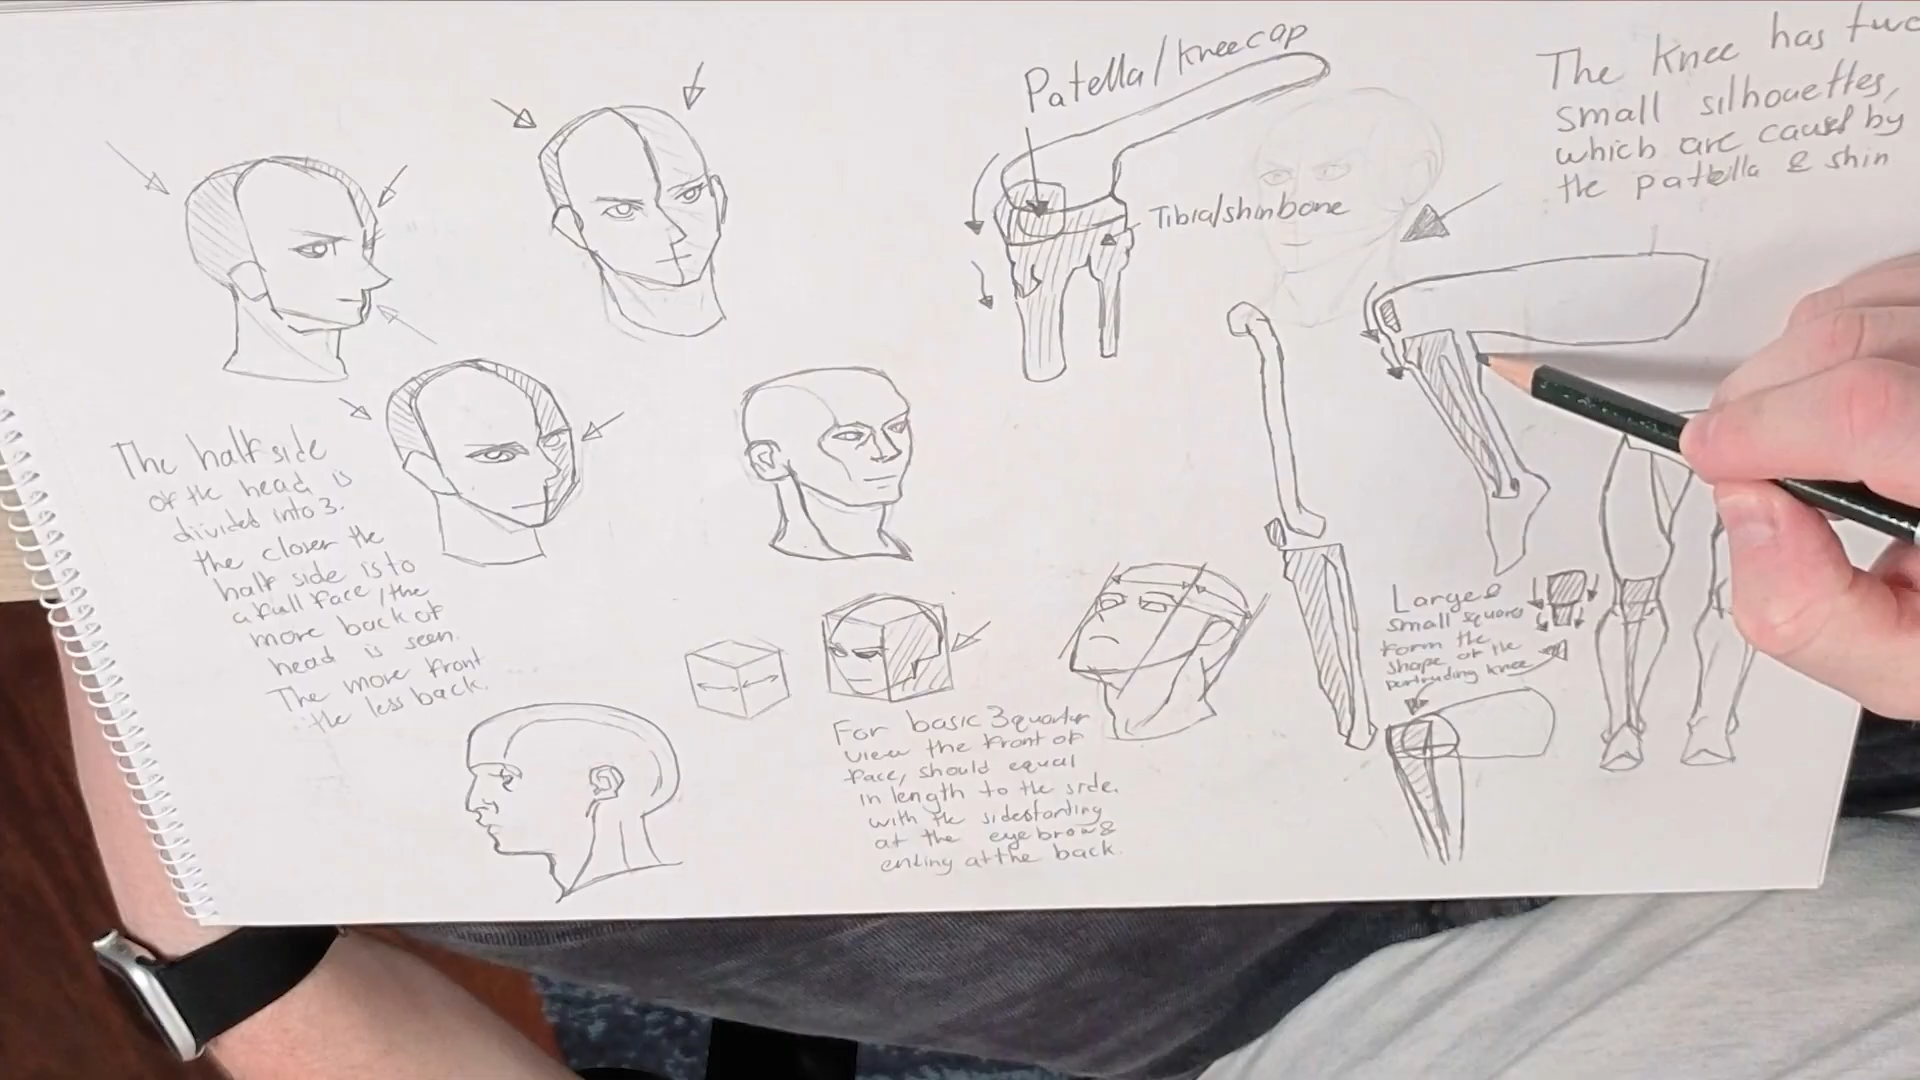 Patella/kneecap
Tibia/shinbone
The knee has two
small silhouettes,
which are caused by
the patella & shin
The half side
of the head is
divided into 3.
the closer the
half side is to
a full face, the
more back of
head is seen.
The more front
the less back.
For basic 3 quarter
view the front of
face, should equal
in length to the side.
with the side starting
at the eyebrow &
ending at the back.
Large &
small squares
form the
shape of the
protruding knee